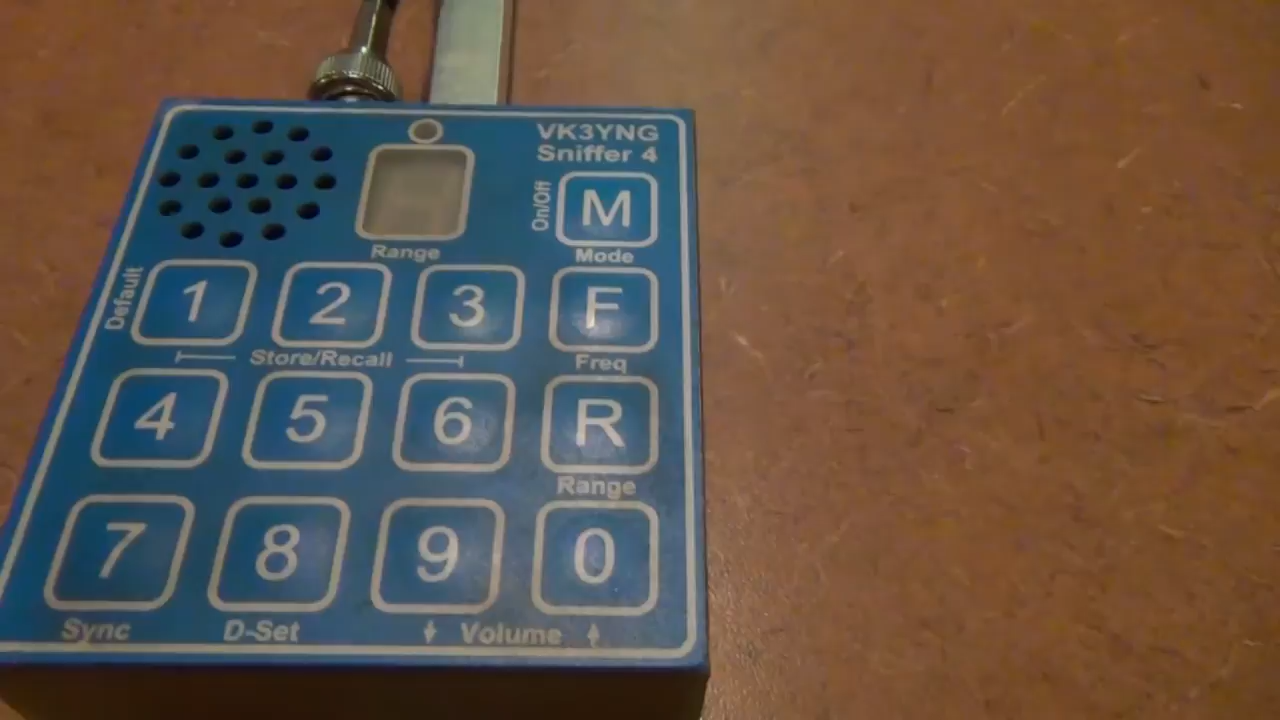 VK3YNG
Sniffer 4
On/Off
M
Range
Mode
Default
1 2 3 F
Store/Recall Freq
4 5 6 R
Range
7 8 9 0
Sync D-Set Volume